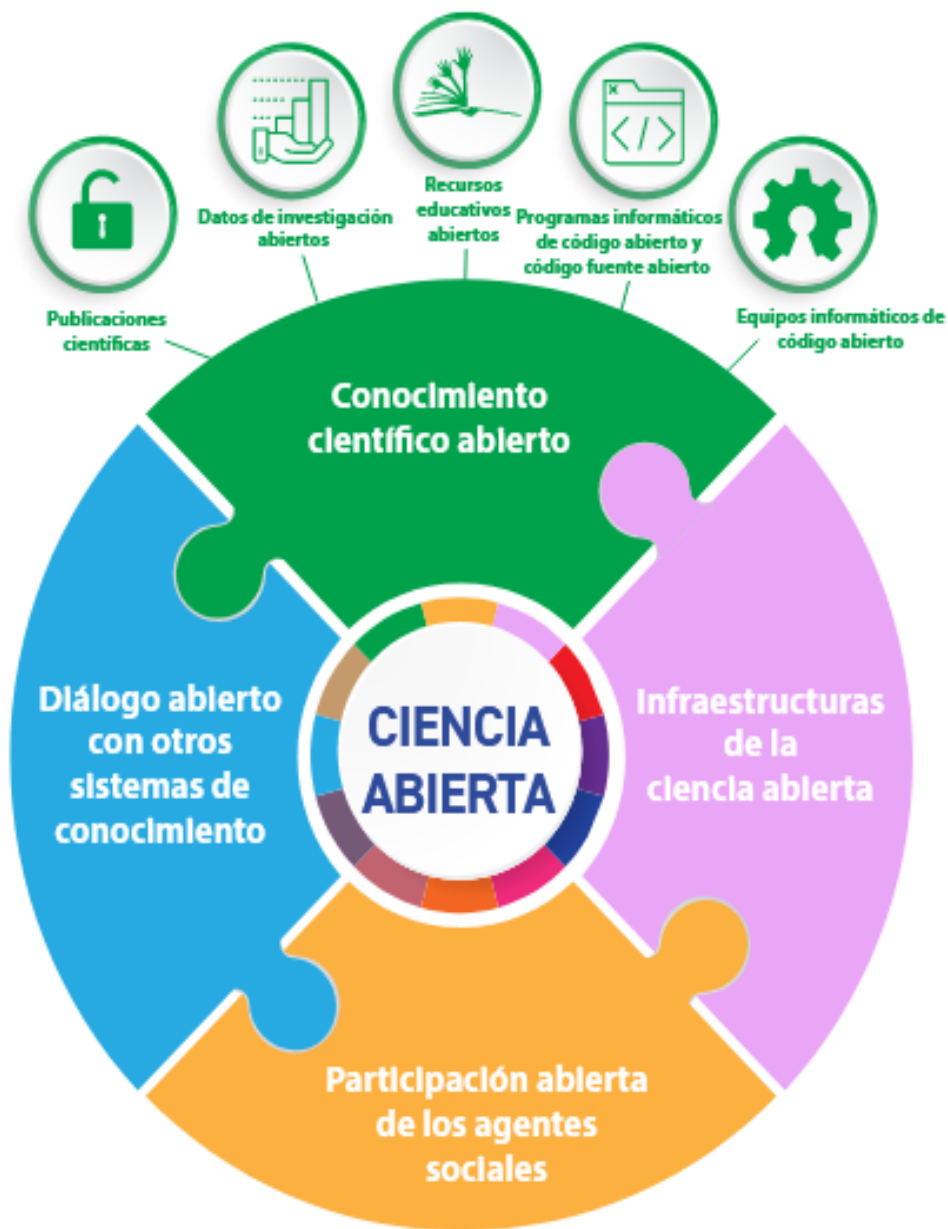 Recursos
educativos
abiertos
Datos de investigación
abiertos
Programas informáticos
de código abierto y
código fuente abierto
</>
Publicaciones
científicas
Equipos informáticos de
código abierto
Conocimiento
científico abierto
Diálogo abierto
con otros
sistemas de
conocimiento
CIENCIA
ABIERTA
Infraestructuras
de la
ciencia abierta
Participación abierta
de los agentes
sociales